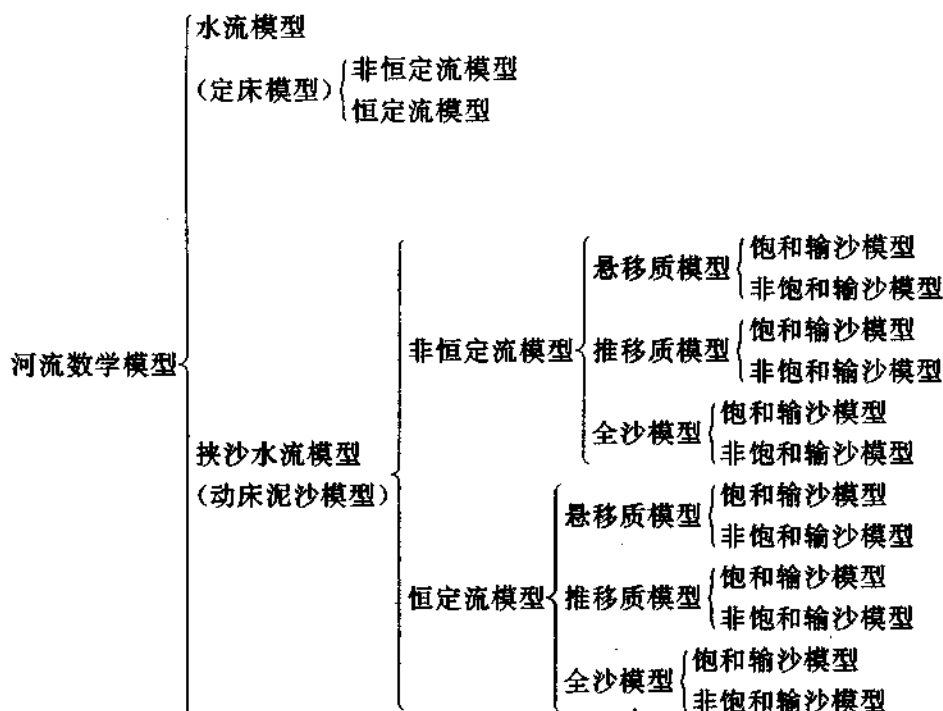 水流模型
(定床模型)
非恒定流模型
恒定流模型
河流数学模型
挟沙水流模型
(动床泥沙模型)
非恒定流模型
悬移质模型
饱和输沙模型
非饱和输沙模型
推移质模型
饱和输沙模型
非饱和输沙模型
全沙模型
饱和输沙模型
非饱和输沙模型
恒定流模型
悬移质模型
饱和输沙模型
非饱和输沙模型
推移质模型
饱和输沙模型
非饱和输沙模型
全沙模型
饱和输沙模型
非饱和输沙模型